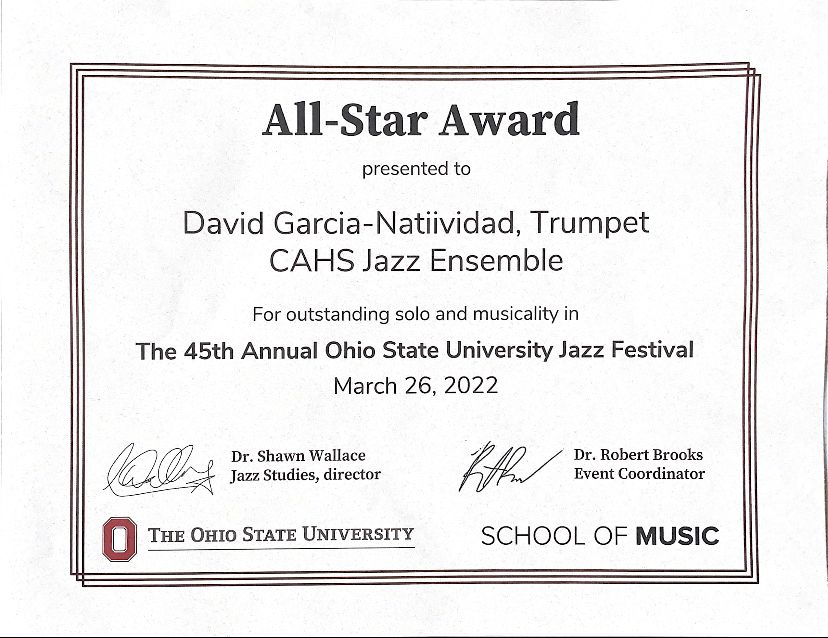 All-Star Award
presented to
David Garcia-Natiividad, Trumpet
CAHS Jazz Ensemble
For outstanding solo and musicality in
The 45th Annual Ohio State University Jazz Festival
March 26, 2022
Dr. Shawn Wallace
Jazz Studies, director
Dr. Robert Brooks
Event Coordinator
THE OHIO STATE UNIVERSITY
SCHOOL OF MUSIC